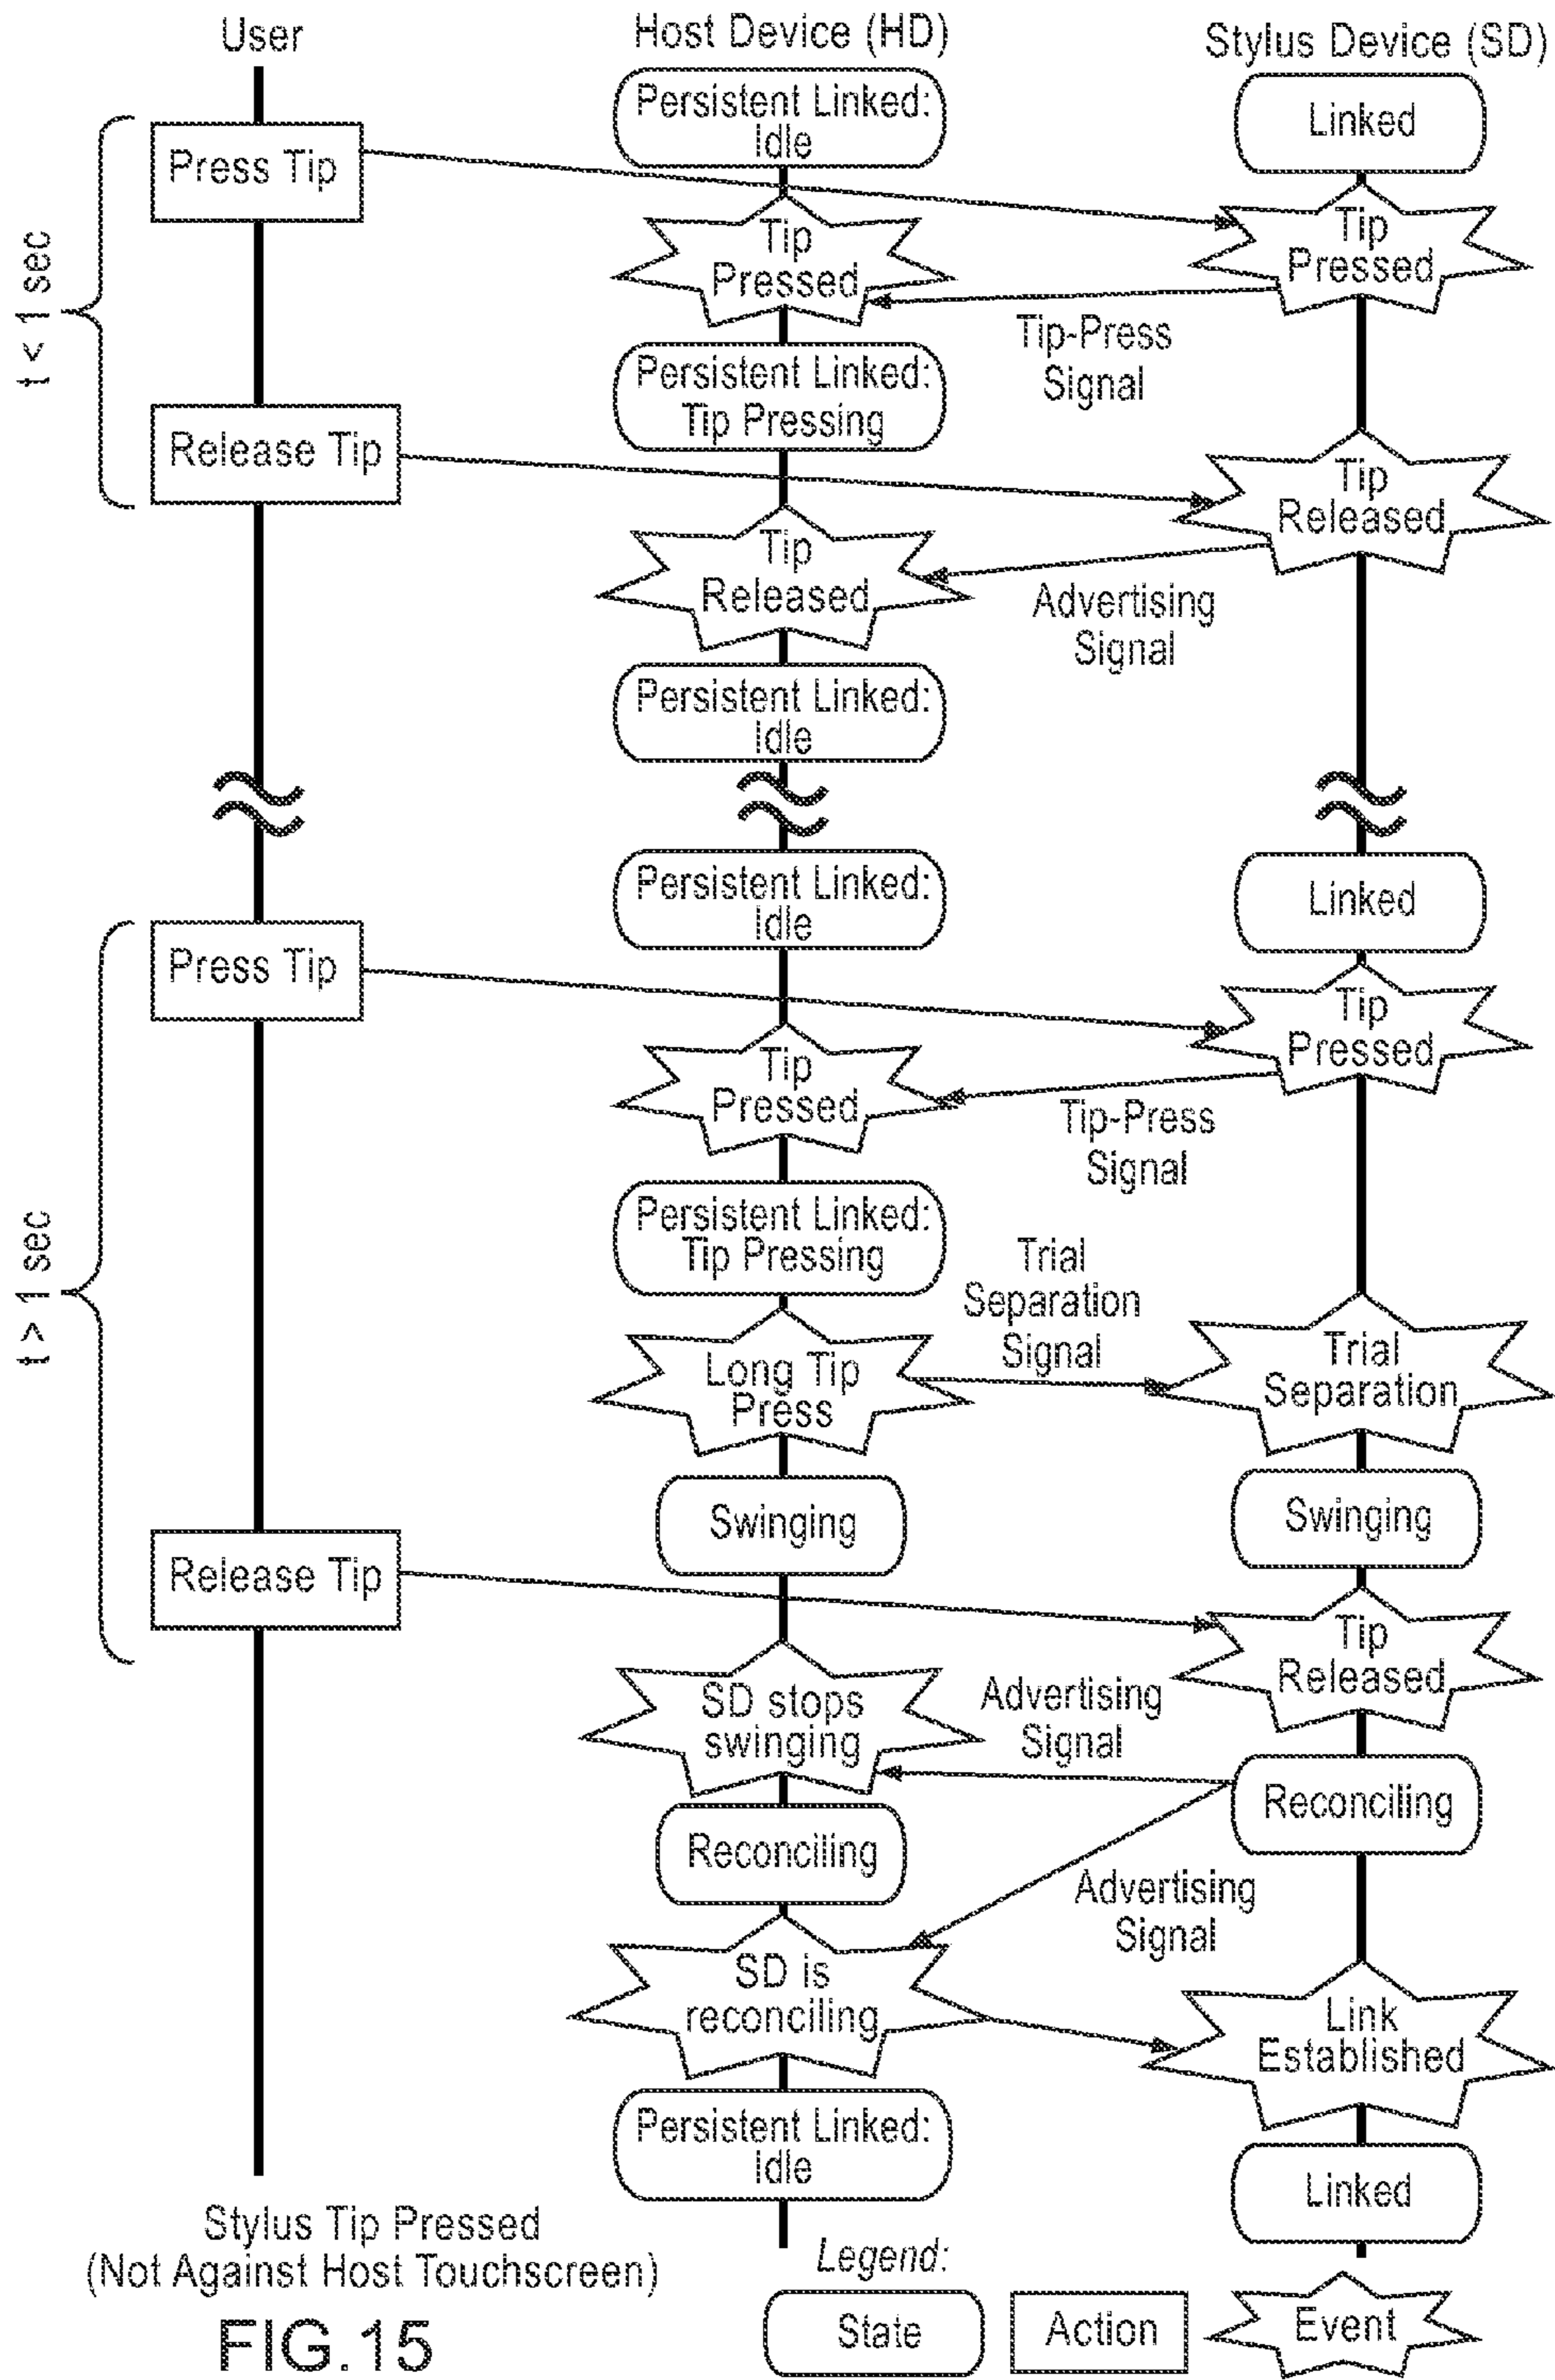 User
Host Device (HD)
Stylus Device (SD)
Persistent Linked:
Idle
Linked
Press Tip
Tip
Pressed
Tip
Pressed
t < 1 sec
Tip-Press
Signal
Persistent Linked:
Tip Pressing
Release Tip
Tip
Released
Tip
Released
Advertising
Signal
Persistent Linked:
Idle
Persistent Linked:
Idle
Linked
Press Tip
Tip
Pressed
Tip
Pressed
Tip-Press
Signal
Persistent Linked:
Tip Pressing
t > 1 sec
Trial
Separation
Signal
Long Tip
Press
Trial
Separation
Swinging
Swinging
Release Tip
Tip
Released
SD stops
swinging
Advertising
Signal
Reconciling
Reconciling
Advertising
Signal
SD is
reconciling
Link
Established
Persistent Linked:
Idle
Linked
Stylus Tip Pressed
(Not Against Host Touchscreen)
FIG.15
Legend:
State
Action
Event